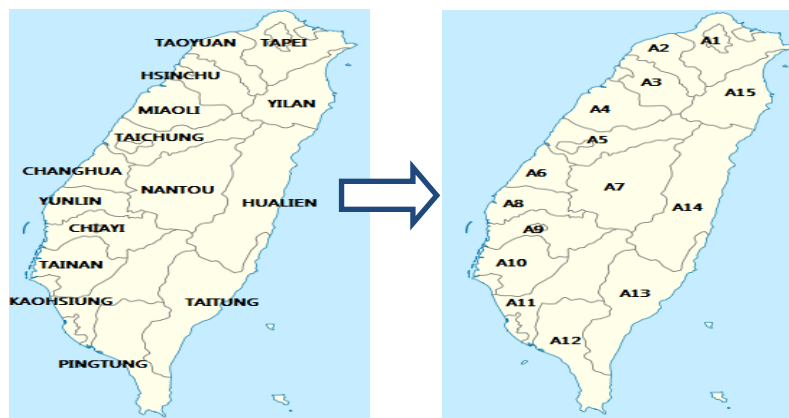 TAOYUAN
TAPEI
HSINCHU
MIAOLI
YILAN
TAICHUNG
CHANGHUA
NANTOU
YUNLIN
HUALIEN
CHIAYI
TAINAN
KAOHSIUNG
TAITUNG
PINGTUNG
A1
A2
A3
A15
A4
A5
A6
A7
A8
A14
A9
A10
A13
A11
A12